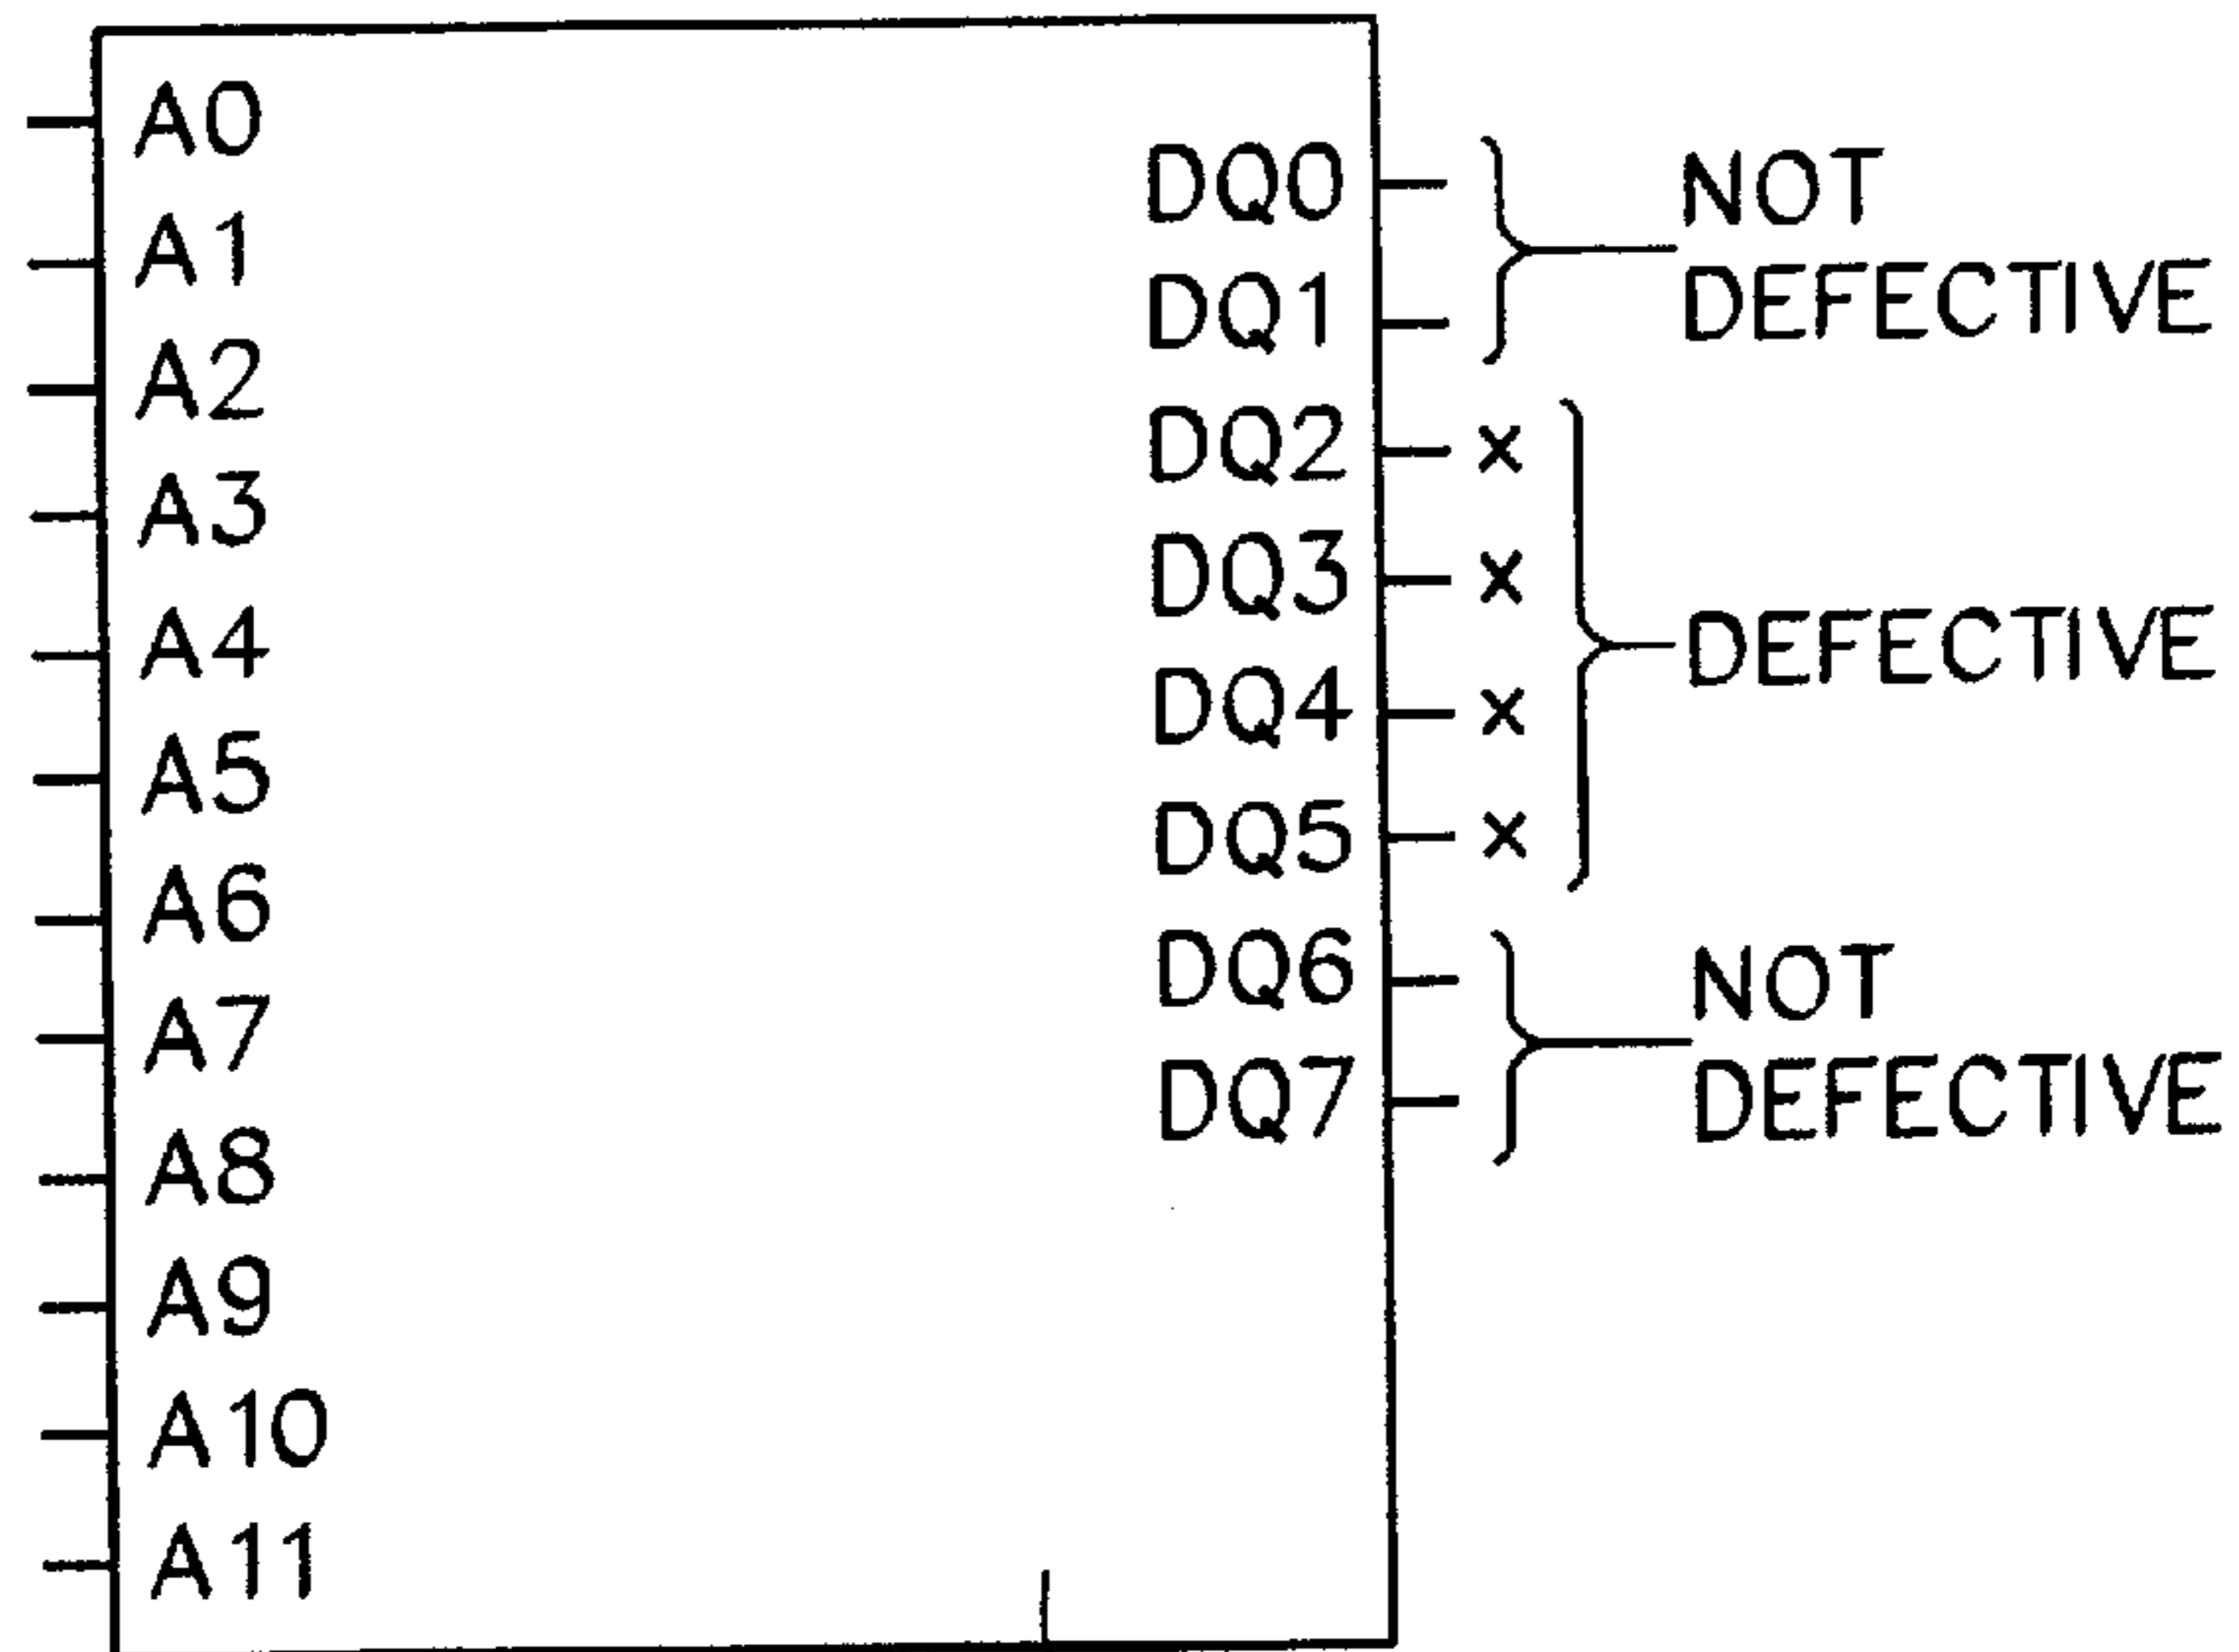 A0
A1
A2
A3
A4
A5
A6
A7
A8
A9
A10
A11
DQ0
DQ1
DQ2 ×
DQ3 ×
DQ4 ×
DQ5 ×
DQ6
DQ7
NOT
DEFECTIVE
DEFECTIVE
NOT
DEFECTIVE